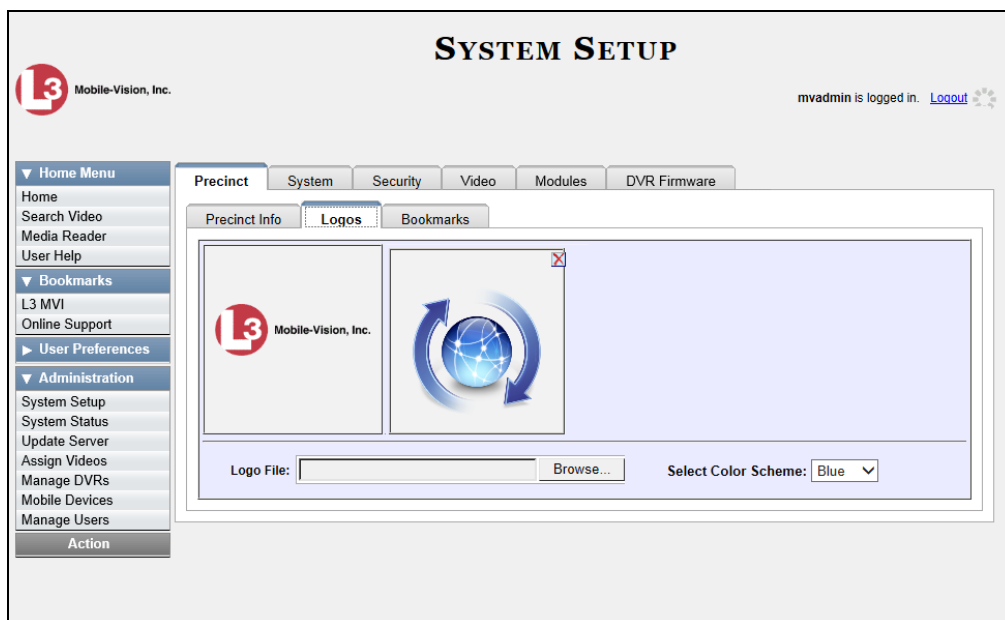 SYSTEM SETUP
L3 Mobile-Vision, Inc.
mvadmin is logged in. Logout
▼ Home Menu
Home
Search Video
Media Reader
User Help
▼ Bookmarks
L3 MVI
Online Support
▶ User Preferences
▼ Administration
System Setup
System Status
Update Server
Assign Videos
Manage DVRs
Mobile Devices
Manage Users
Action
Precinct System Security Video Modules DVR Firmware
Precinct Info Logos Bookmarks
L3 Mobile-Vision, Inc.
Logo File: Browse... Select Color Scheme: Blue